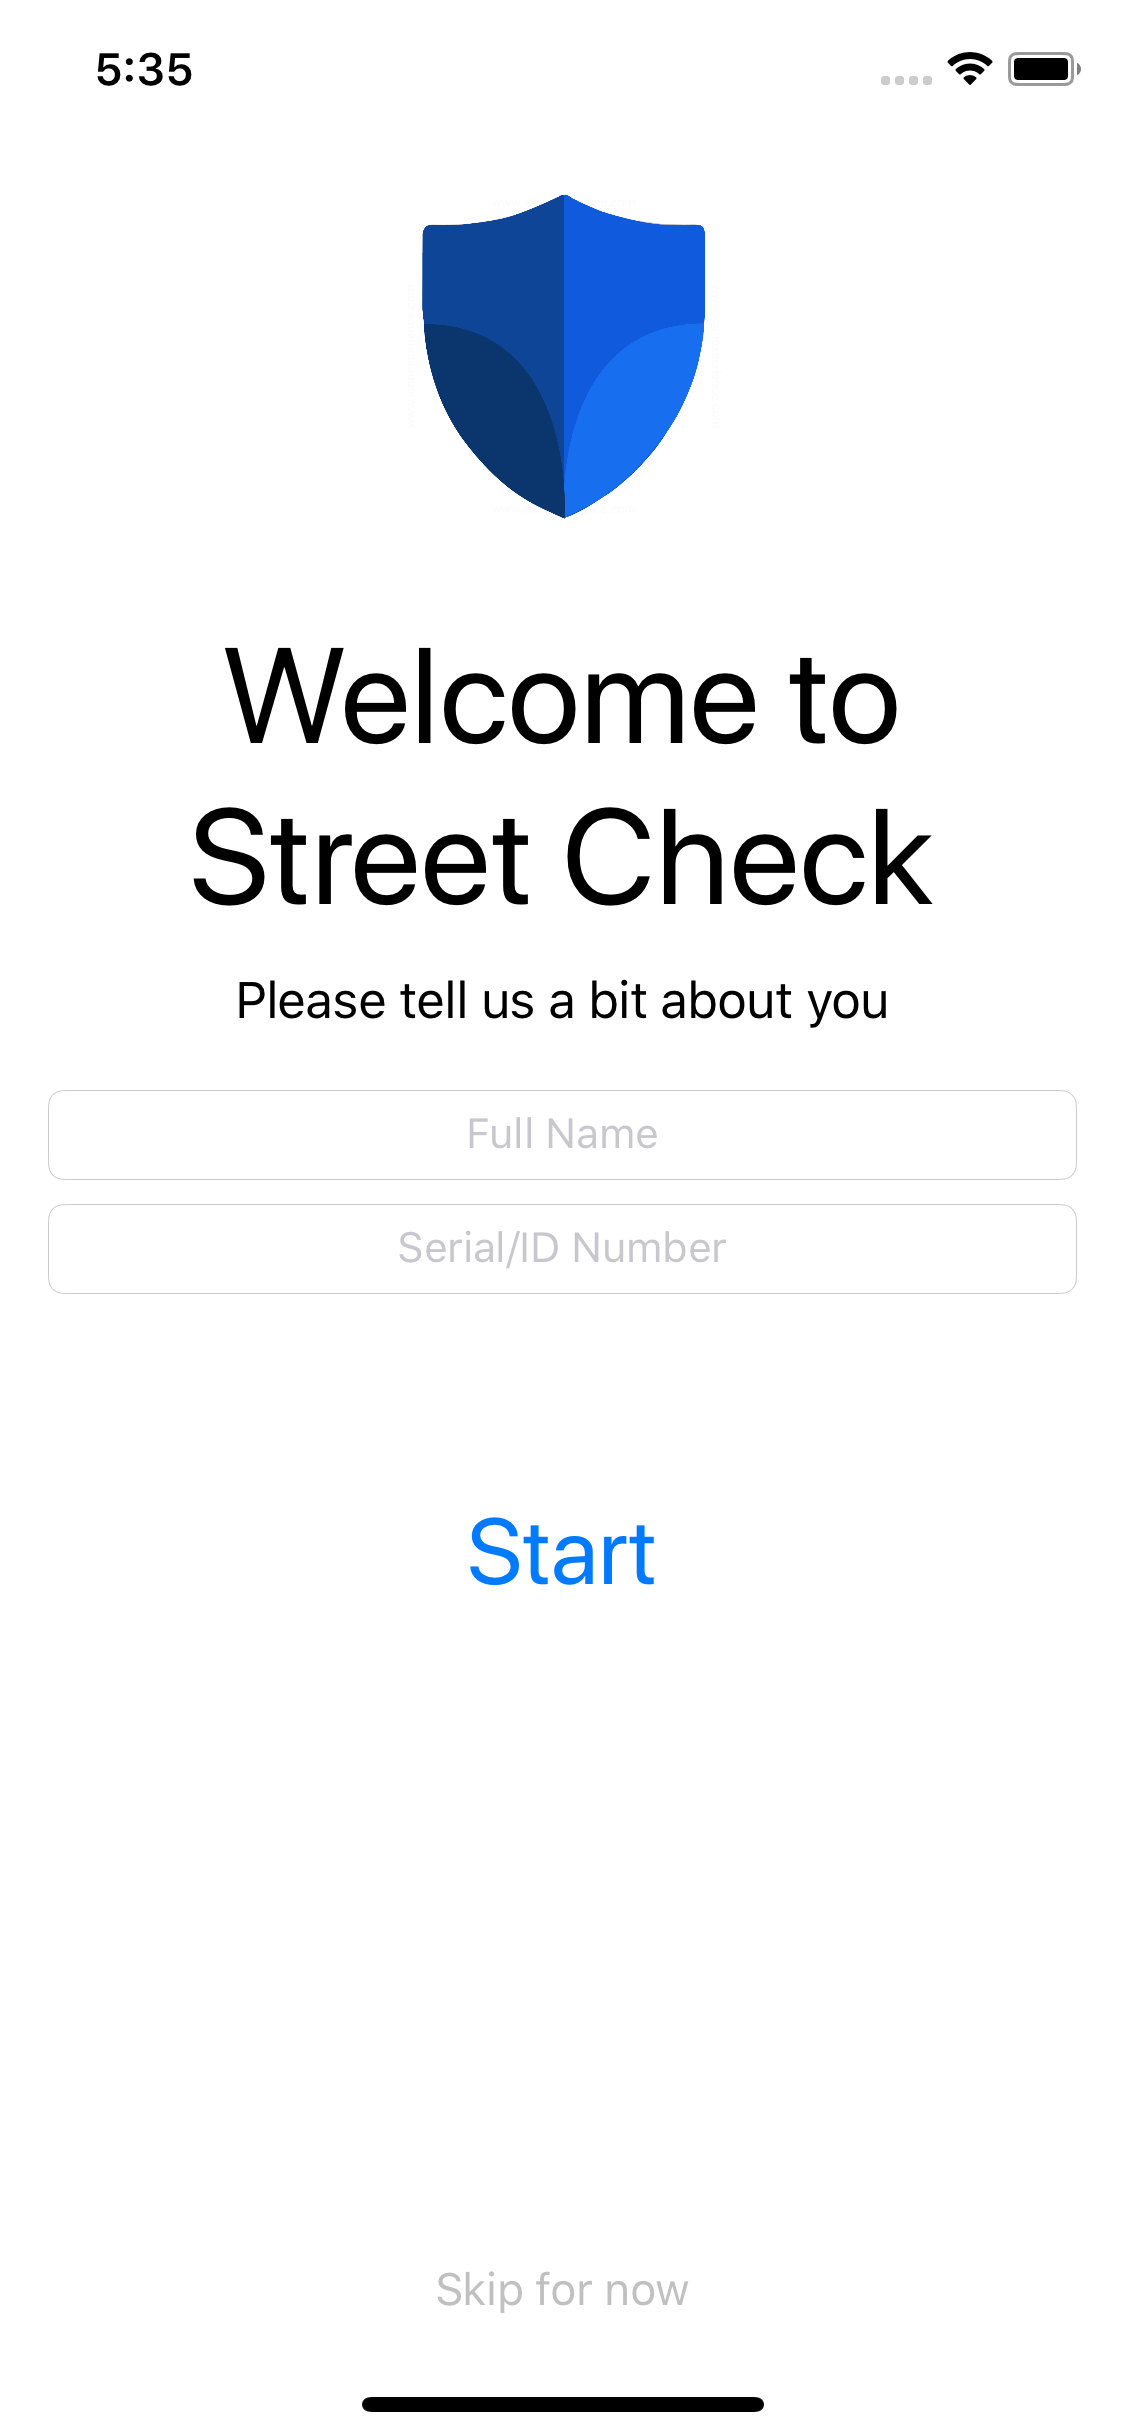 5:35
Welcome to
Street Check
Please tell us a bit about you
Full Name
Serial/ID Number
Start
Skip for now